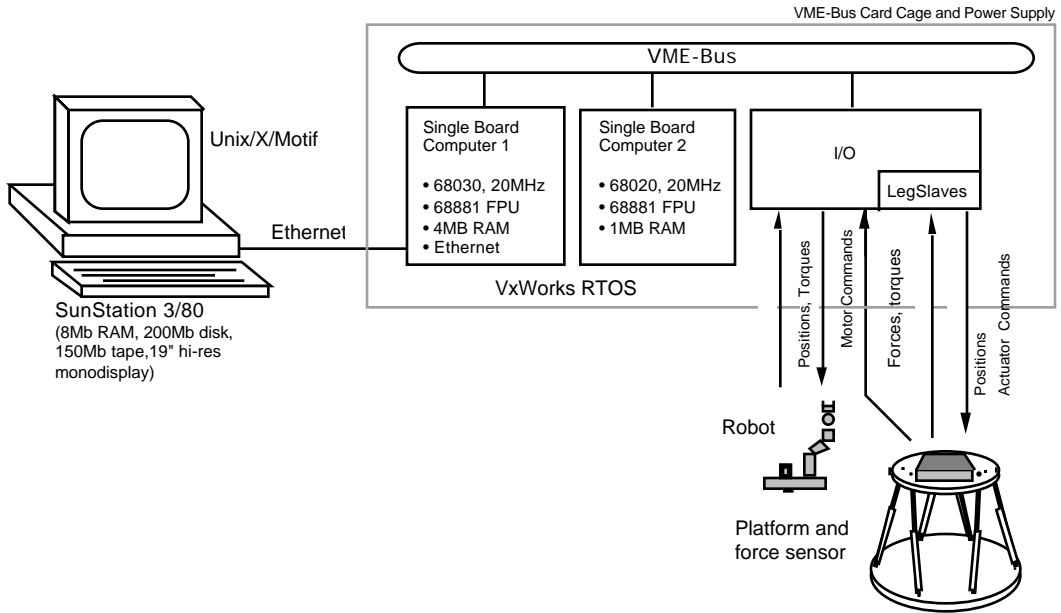 VME-Bus Card Cage and Power Supply
VME-Bus
Unix/X/Motif
Single Board
Computer 1
• 68030, 20MHz
• 68881 FPU
• 4MB RAM
• Ethernet
Single Board
Computer 2
• 68020, 20MHz
• 68881 FPU
• 1MB RAM
I/O
LegSlaves
Ethernet
VxWorks RTOS
SunStation 3/80
(8Mb RAM, 200Mb disk,
150Mb tape,19" hi-res
monodisplay)
Positions, Torques
Motor Commands
Forces, torques
Positions
Actuator Commands
Robot
Platform and
force sensor